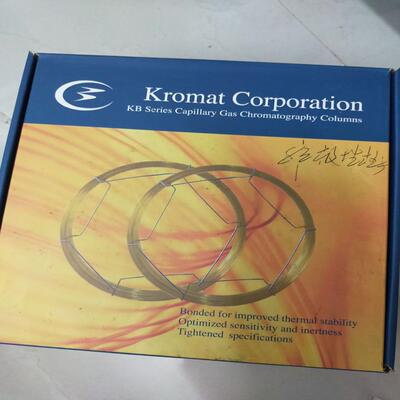 Kromat Corporation
KB Series Capillary Gas Chromatography Columns
Bonded for improved thermal stability
Optimized sensitivity and inertness
Tightened specifications